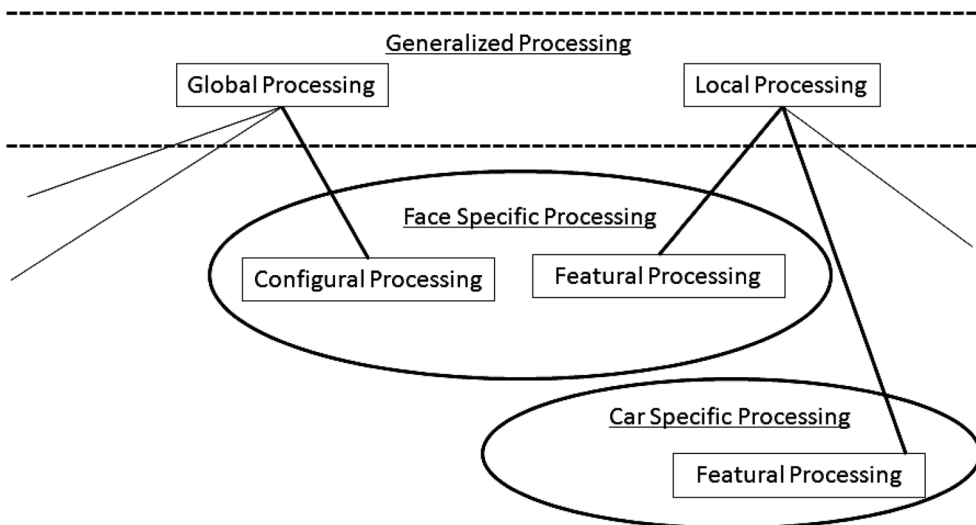 Generalized Processing
Global Processing
Local Processing
Face Specific Processing
Configural Processing
Featural Processing
Car Specific Processing
Featural Processing